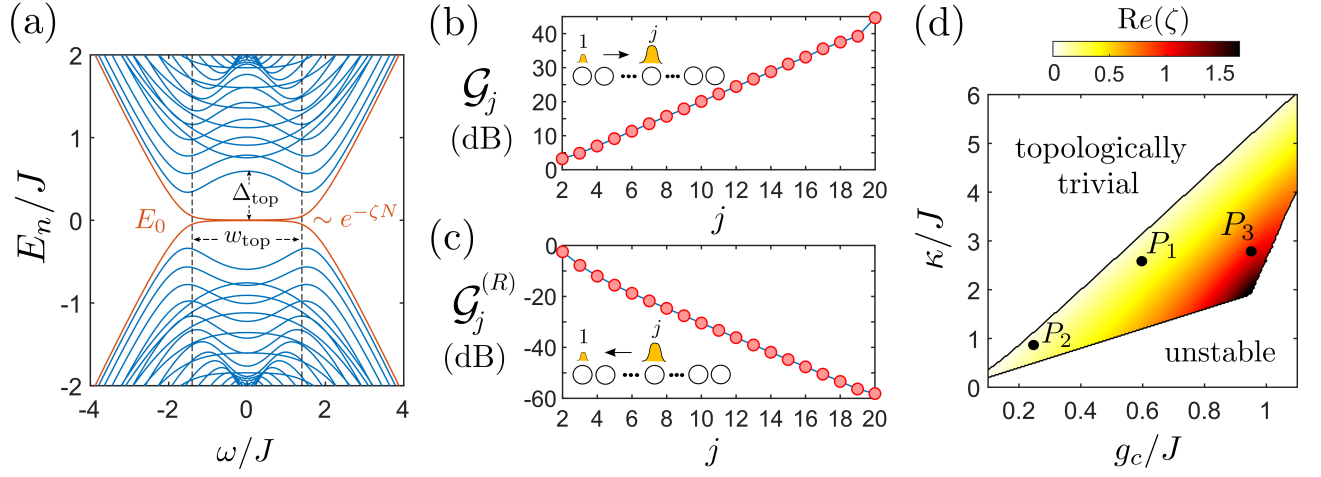 (a)
E_n/J
2
1
0
-1
-2
-4 -2 0 2 4
ω/J
Δ_top
E_0
∼ e^{−ζN}
w_top
(b)
𝒢_j
(dB)
40
30
20
10
0
2 4 6 8 10 12 14 16 18 20
j
1 j
(c)
𝒢_j^{(R)}
(dB)
0
-20
-40
-60
2 4 6 8 10 12 14 16 18 20
j
1 j
(d)
Re(ζ)
0 0.5 1 1.5
κ/J
6
5
4
3
2
1
0
0.2 0.4 0.6 0.8 1
g_c/J
topologically
trivial
P_1
P_3
P_2
unstable